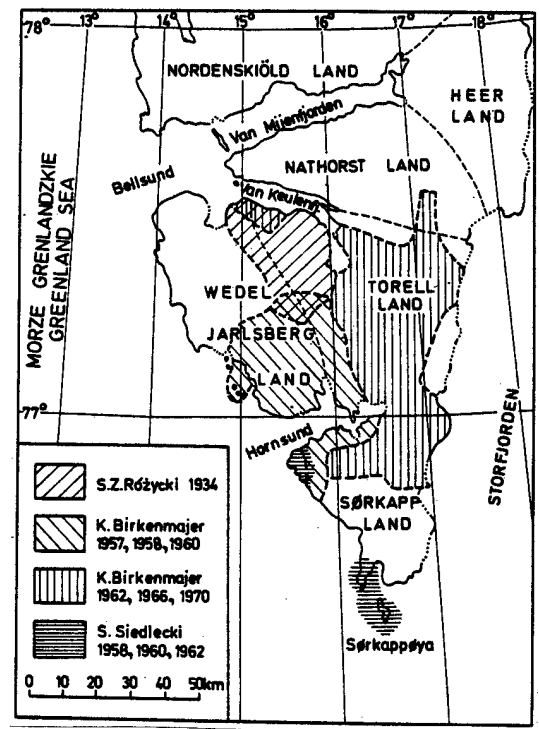 78° 13° 14° 15° 16° 17° 18°
NORDENSKIÖLD LAND
HEER
LAND
Van Mijenfjorden
NATHORST LAND
Bellsund
Van Keulenfj.
MORZE GRENLANDZKIE
GREENLAND SEA
WEDEL
JARLSBERG
LAND
TORELL
LAND
77°
Hornsund
STORFJORDEN
SØRKAPP
LAND
Sørkappøya
S.Z.Różycki 1934
K.Birkenmajer
1957, 1958, 1960
K.Birkenmajer
1962, 1966, 1970
S. Siedlecki
1958, 1960, 1962
0 10 20 30 40 50km